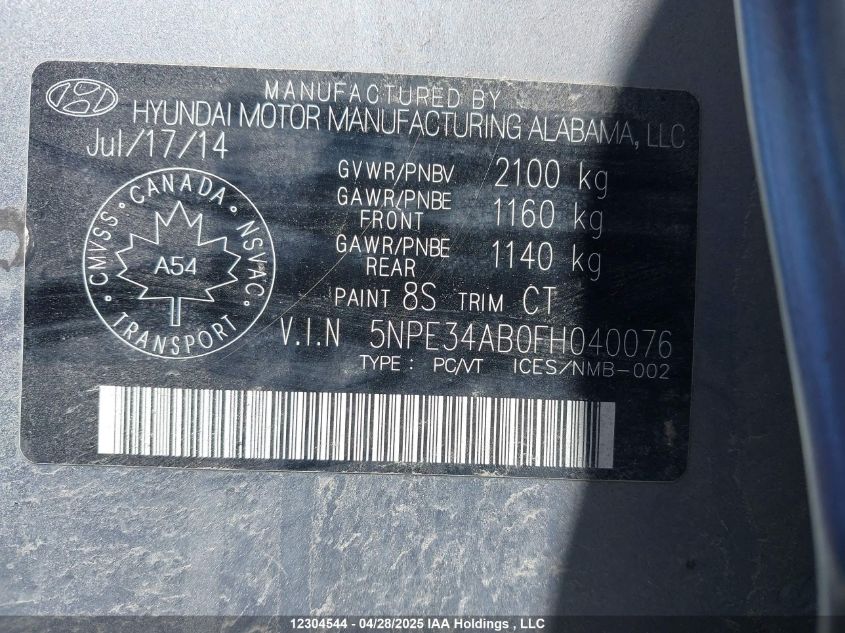 MANUFACTURED BY
HYUNDAI MOTOR MANUFACTURING ALABAMA, LLC
Jul/17/14
GVWR/PNBV 2100 kg
GAWR/PNBE FRONT 1160 kg
GAWR/PNBE REAR 1140 kg
PAINT 8S TRIM CT
CMVSS · CANADA · NSVAC
A54
TRANSPORT
V.I.N 5NPE34AB0FH040076
TYPE : PC/VT ICES/NMB-002
12304544 - 04/28/2025 IAA Holdings , LLC